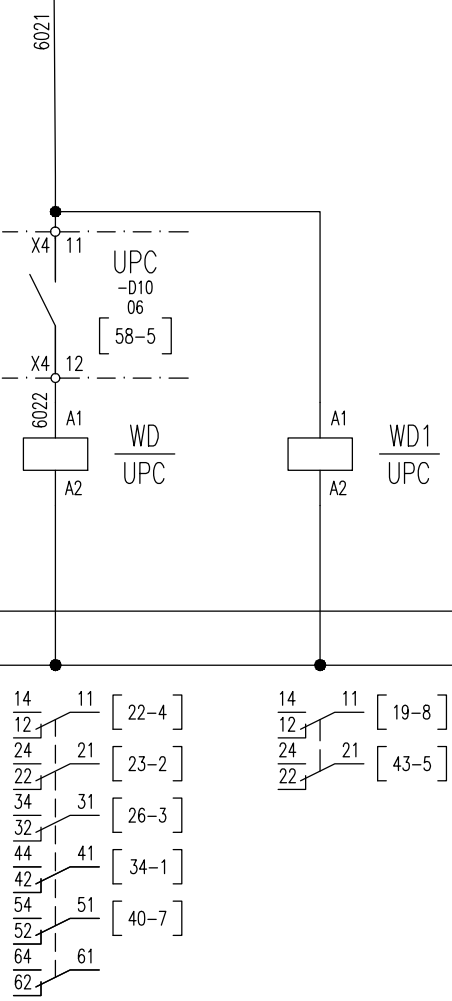 6021
X4 11
UPC
-D10
06
58-5
X4 12
6022
A1
WD
UPC
A2
A1
WD1
UPC
A2
14 11 22-4
12
24 21 23-2
22
34 31 26-3
32
44 41 34-1
42
54 51 40-7
52
64 61
62
14 11 19-8
12
24 21 43-5
22